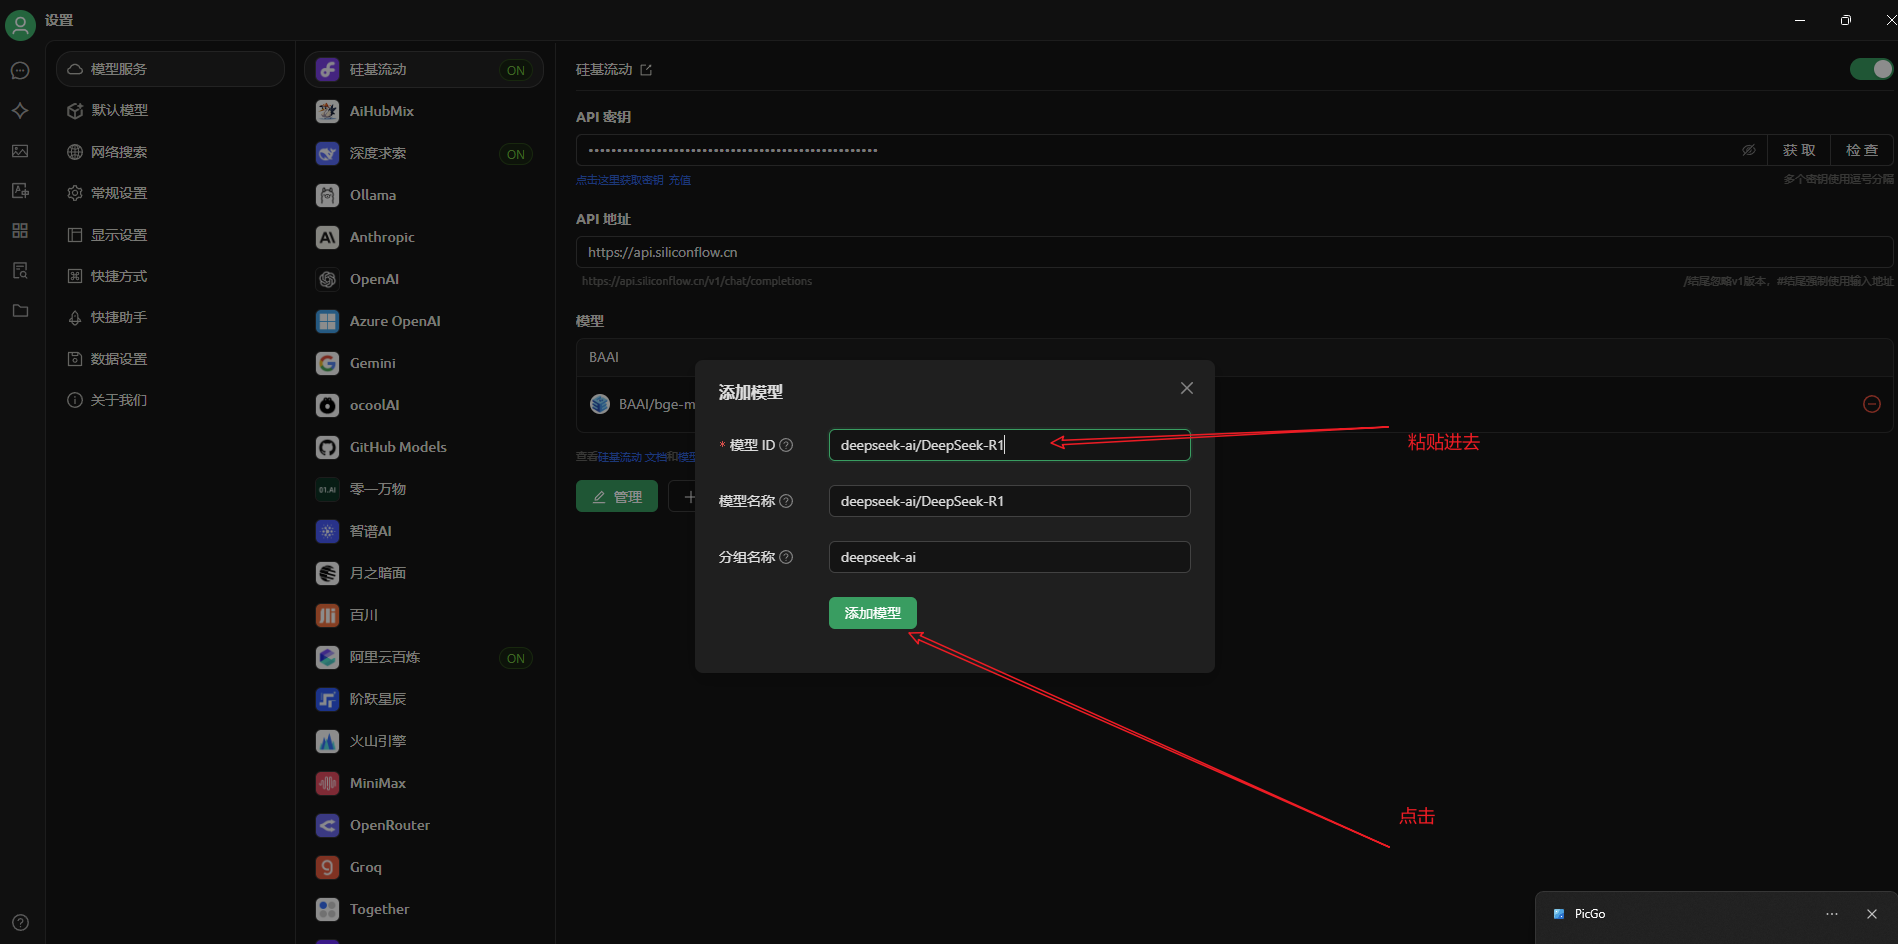 设置
模型服务
默认模型
网络搜索
常规设置
显示设置
快捷方式
快捷助手
数据设置
关于我们
硅基流动
ON
AiHubMix
深度求索
ON
Ollama
Anthropic
OpenAI
Azure OpenAI
Gemini
ocoolAI
GitHub Models
01.AI
零一万物
智谱AI
月之暗面
百川
阿里云百炼
ON
阶跃星辰
火山引擎
MiniMax
OpenRouter
Groq
Together
硅基流动
API 密钥
••••••••••••••••••••••••••••••••••••••••••••••••••• 获 取 检 查
点击这里获取密钥 充值 多个密钥使用逗号分隔
API 地址
https://api.siliconflow.cn
https://api.siliconflow.cn/v1/chat/completions /结尾忽略v1版本，#结尾强制使用输入地址
模型
BAAI
BAAI/bge-m
查看硅基流动 文档和模型
管理
添加模型
* 模型 ID
deepseek-ai/DeepSeek-R1
模型名称
deepseek-ai/DeepSeek-R1
分组名称
deepseek-ai
添加模型
粘贴进去
点击
PicGo